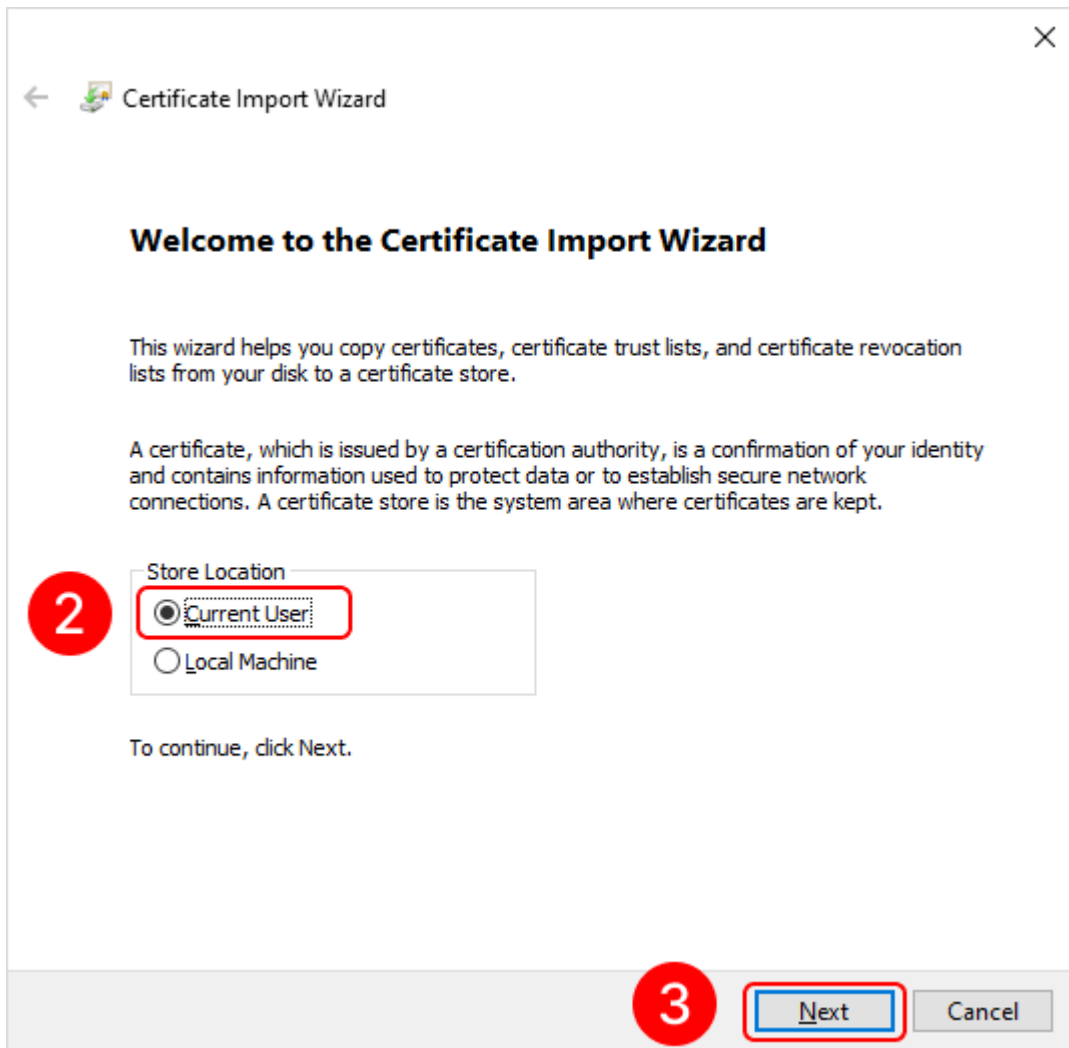 Certificate Import Wizard
Welcome to the Certificate Import Wizard
This wizard helps you copy certificates, certificate trust lists, and certificate revocation
lists from your disk to a certificate store.
A certificate, which is issued by a certification authority, is a confirmation of your identity
and contains information used to protect data or to establish secure network
connections. A certificate store is the system area where certificates are kept.
Store Location
2 Current User
Local Machine
To continue, click Next.
3 Next Cancel